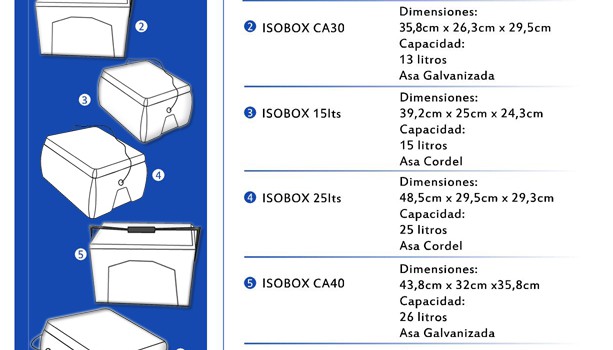 2
3
4
5
2 ISOBOX CA30
Dimensiones:
35,8cm x 26,3cm x 29,5cm
Capacidad:
13 litros
Asa Galvanizada
3 ISOBOX 15lts
Dimensiones:
39,2cm x 25cm x 24,3cm
Capacidad:
15 litros
Asa Cordel
4 ISOBOX 25lts
Dimensiones:
48,5cm x 29,5cm x 29,3cm
Capacidad:
25 litros
Asa Cordel
5 ISOBOX CA40
Dimensiones:
43,8cm x 32cm x35,8cm
Capacidad:
26 litros
Asa Galvanizada